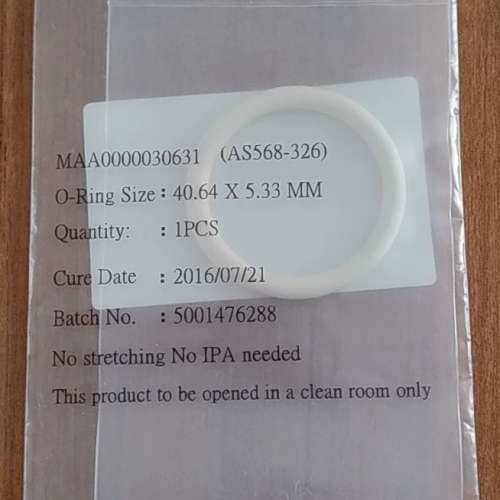 MAA0000030631 (AS568-326)
O-Ring Size : 40.64 X 5.33 MM
Quantity: : 1PCS
Cure Date : 2016/07/21
Batch No. : 5001476288
No stretching No IPA needed
This product to be opened in a clean room only